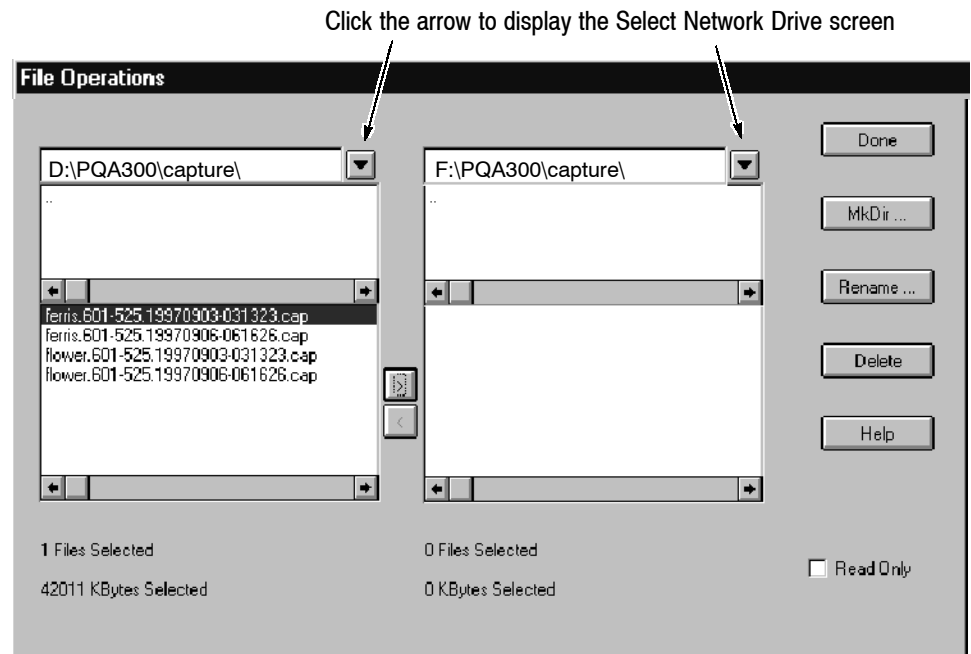 Click the arrow to display the Select Network Drive screen
File Operations
D:\PQA300\capture\
..
ferris.601-525.19970903-031323.cap
ferris.601-525.19970906-061626.cap
flower.601-525.19970903-031323.cap
flower.601-525.19970906-061626.cap
1 Files Selected
42011 KBytes Selected
>
<
F:\PQA300\capture\
..
0 Files Selected
0 KBytes Selected
Done
MkDir ...
Rename ...
Delete
Help
Read Only